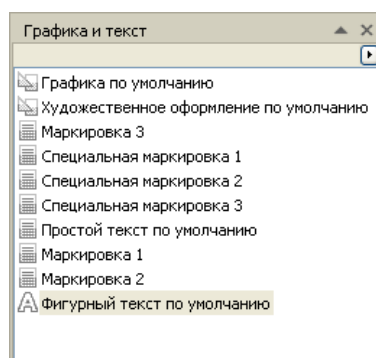 Графика и текст
Графика по умолчанию
Художественное оформление по умолчанию
Маркировка 3
Специальная маркировка 1
Специальная маркировка 2
Специальная маркировка 3
Простой текст по умолчанию
Маркировка 1
Маркировка 2
Фигурный текст по умолчанию